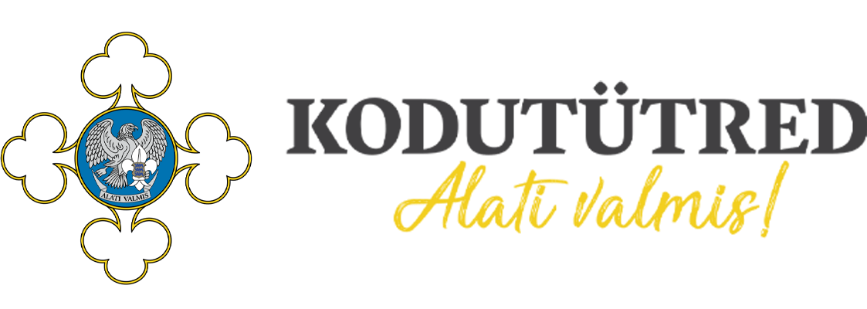 ALATI VALMIS
KODUTÜTRED
Alati valmis!